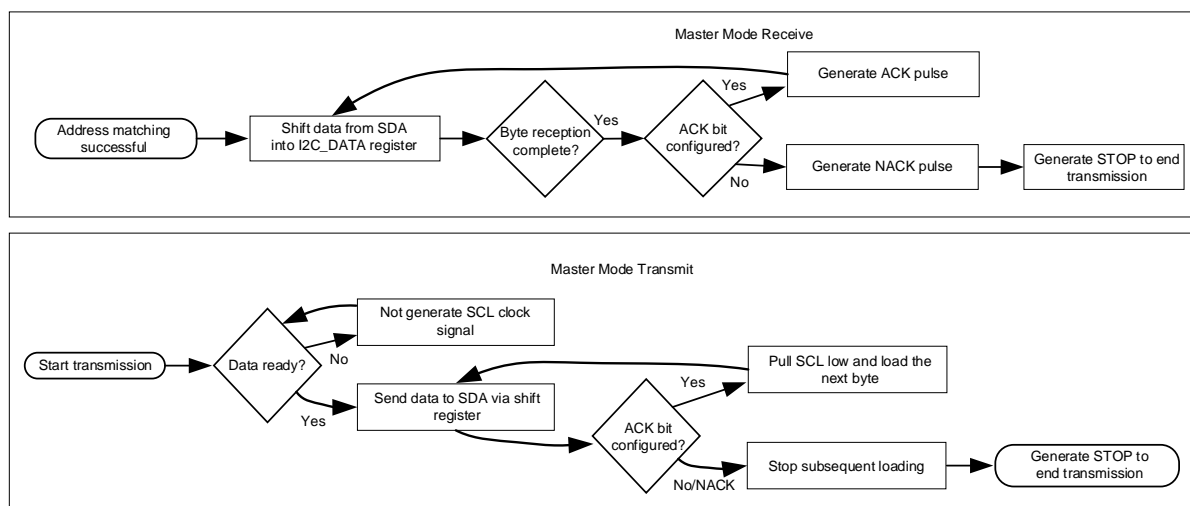 Master Mode Receive
Address matching
successful
Shift data from SDA
into I2C_DATA register
Byte reception
complete?
Yes
ACK bit
configured?
Yes
Generate ACK pulse
No
Generate NACK pulse
Generate STOP to end
transmission
Master Mode Transmit
Start transmission
Data ready?
No
Not generate SCL clock
signal
Yes
Send data to SDA via shift
register
ACK bit
configured?
Yes
Pull SCL low and load the
next byte
No/NACK
Stop subsequent loading
Generate STOP to
end transmission